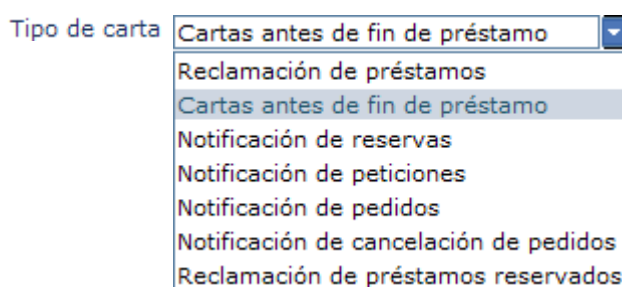 Tipo de carta Cartas antes de fin de préstamo
Reclamación de préstamos
Cartas antes de fin de préstamo
Notificación de reservas
Notificación de peticiones
Notificación de pedidos
Notificación de cancelación de pedidos
Reclamación de préstamos reservados